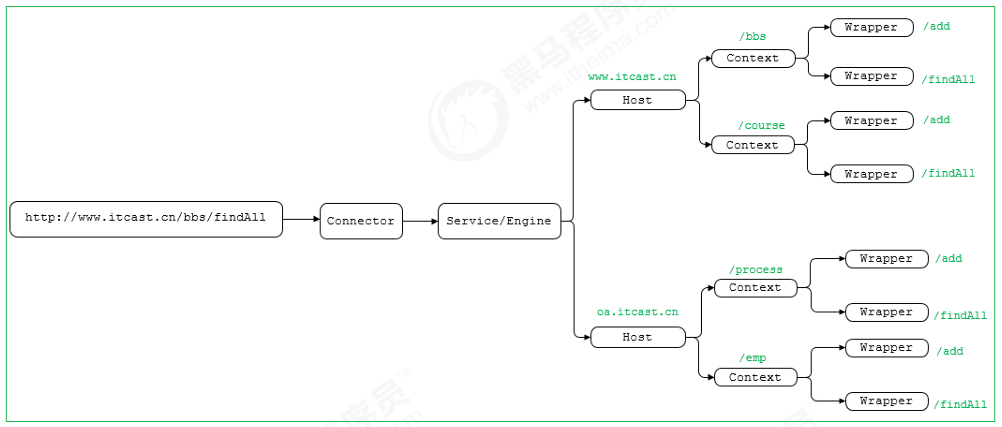 http://www.itcast.cn/bbs/findAll
Connector
Service/Engine
www.itcast.cn
Host
/bbs
Context
Wrapper
/add
Wrapper
/findAll
/course
Context
Wrapper
/add
Wrapper
/findAll
oa.itcast.cn
Host
/process
Context
Wrapper
/add
Wrapper
/findAll
/emp
Context
Wrapper
/add
Wrapper
/findAll
黑马程序员
www.itheima.com